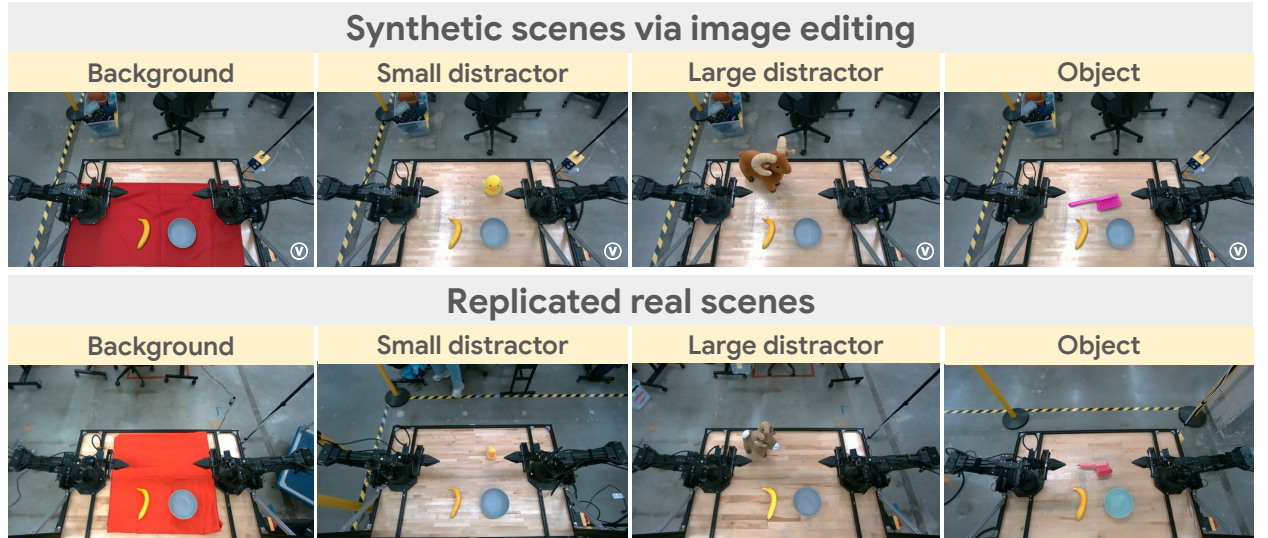 Synthetic scenes via image editing
Background Small distractor Large distractor Object
V V V V
Replicated real scenes
Background Small distractor Large distractor Object